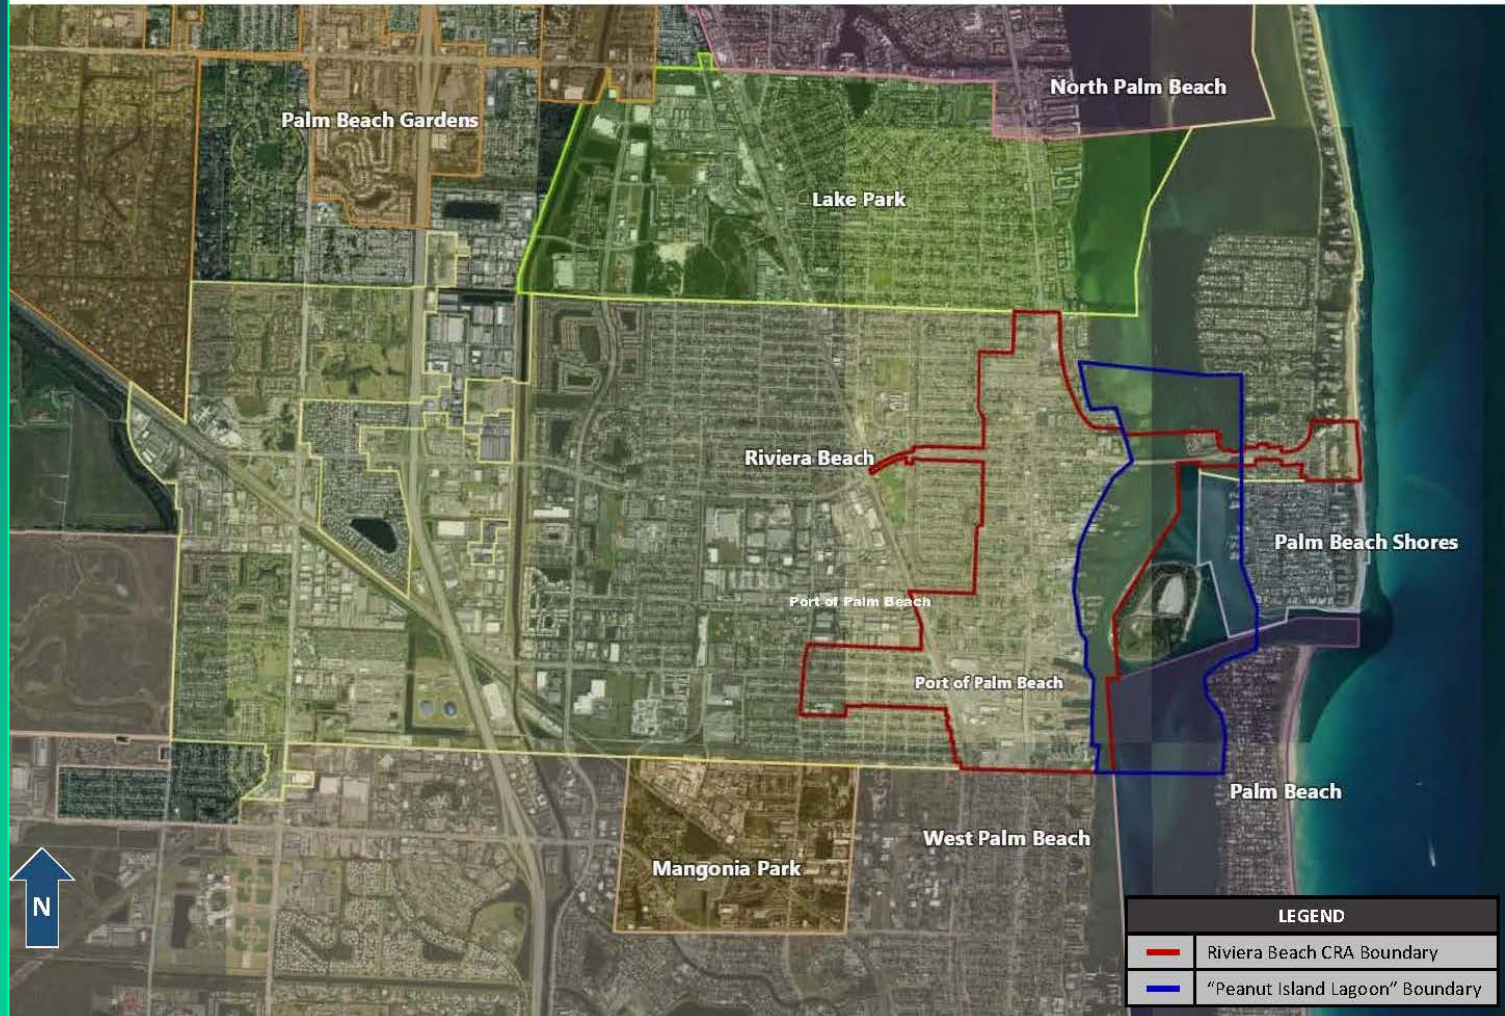 North Palm Beach
Palm Beach Gardens
Lake Park
Riviera Beach
Palm Beach Shores
Port of Palm Beach
Port of Palm Beach
Palm Beach
West Palm Beach
Mangonia Park
N
LEGEND
Riviera Beach CRA Boundary
“Peanut Island Lagoon” Boundary